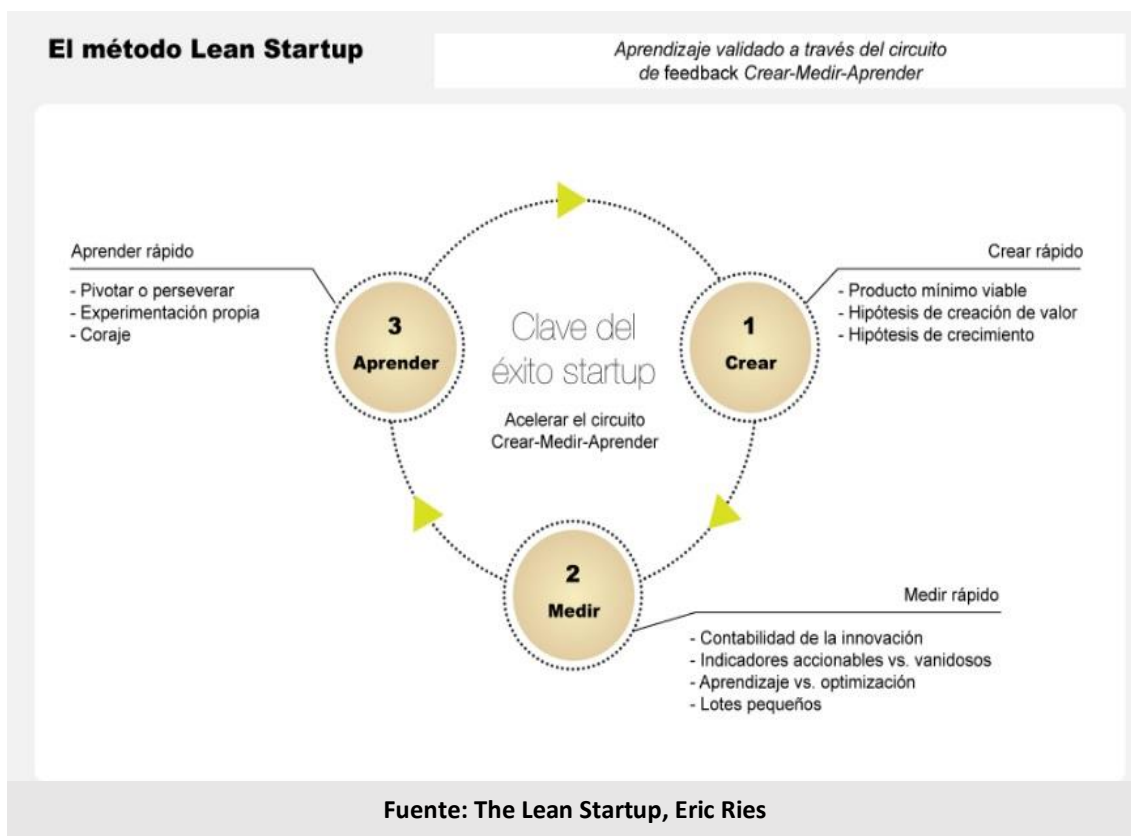 El método Lean Startup
Aprendizaje validado a través del circuito
de feedback Crear-Medir-Aprender
Aprender rápido
- Pivotar o perseverar
- Experimentación propia
- Coraje
3
Aprender
Clave del
éxito startup
Acelerar el circuito
Crear-Medir-Aprender
1
Crear
Crear rápido
- Producto mínimo viable
- Hipótesis de creación de valor
- Hipótesis de crecimiento
2
Medir
Medir rápido
- Contabilidad de la innovación
- Indicadores accionables vs. vanidosos
- Aprendizaje vs. optimización
- Lotes pequeños
Fuente: The Lean Startup, Eric Ries